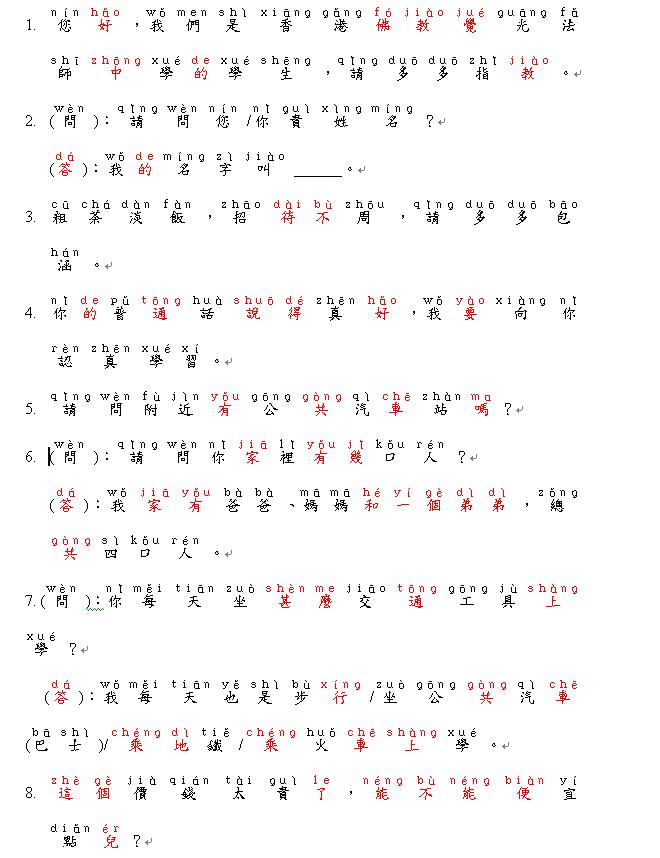 nín hǎo wǒ men shì xiāng gǎng fó jiào jué guāng fǎ
1. 您好，我們是香港佛教覺光法
shī zhōng xué de xué shēng qǐng duō duō zhǐ jiào
師中學的學生，請多多指教。
wèn qǐng wèn nín nǐ guì xìng míng
2. (問)：請問您/你貴姓名？
dá wǒ de míng zì jiào
(答)：我的名字叫______。
cū chá dàn fàn zhāo dài bù zhōu qǐng duō duō bāo
3. 粗茶淡飯，招待不周，請多多包
hán
涵。
nǐ de pǔ tōng huà shuō dé zhēn hǎo wǒ yào xiàng nǐ
4. 你的普通話說得真好，我要向你
rèn zhēn xué xí
認真學習。
qǐng wèn fù jìn yǒu gōng gòng qì chē zhàn ma
5. 請問附近有公共汽車站嗎？
wèn qǐng wèn nǐ jiā lǐ yǒu jǐ kǒu rén
6. (問)：請問你家裡有幾口人？
dá wǒ jiā yǒu bà bà mā mā hé yí gè dì dì zǒng
(答)：我家有爸爸、媽媽和一個弟弟，總
gòng sì kǒu rén
共四口人。
wèn nǐ měi tiān zuò shèn me jiāo tōng gōng jù shàng
7. (問)：你每天坐甚麼交通工具上
xué
學？
dá wǒ měi tiān yě shì bù xíng zuò gōng gòng qì chē
(答)：我每天也是步行/坐公共汽車
bā shì chéng dì tiě chéng huǒ chē shàng xué
(巴士)/乘地鐵/乘火車上學。
zhè gè jià qián tài guì le néng bù néng biàn yí
8. 這個價錢太貴了，能不能便宜
diǎn ér
點兒？